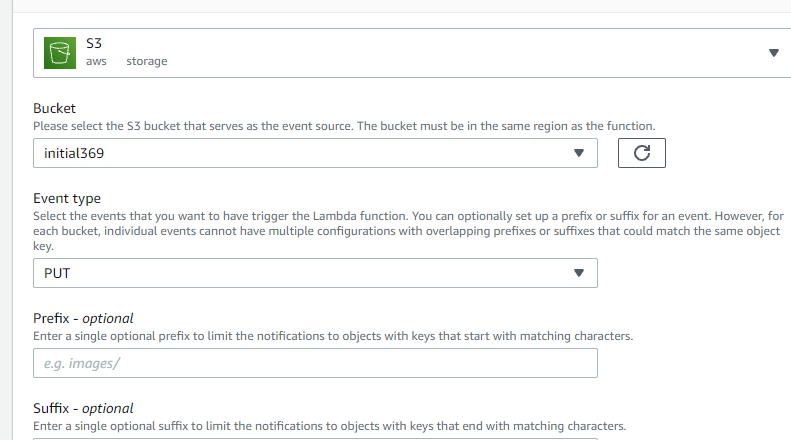 S3
aws storage
Bucket
Please select the S3 bucket that serves as the event source. The bucket must be in the same region as the function.
initial369
Event type
Select the events that you want to have trigger the Lambda function. You can optionally set up a prefix or suffix for an event. However, for
each bucket, individual events cannot have multiple configurations with overlapping prefixes or suffixes that could match the same object
key.
PUT
Prefix - optional
Enter a single optional prefix to limit the notifications to objects with keys that start with matching characters.
e.g. images/
Suffix - optional
Enter a single optional suffix to limit the notifications to objects with keys that end with matching characters.